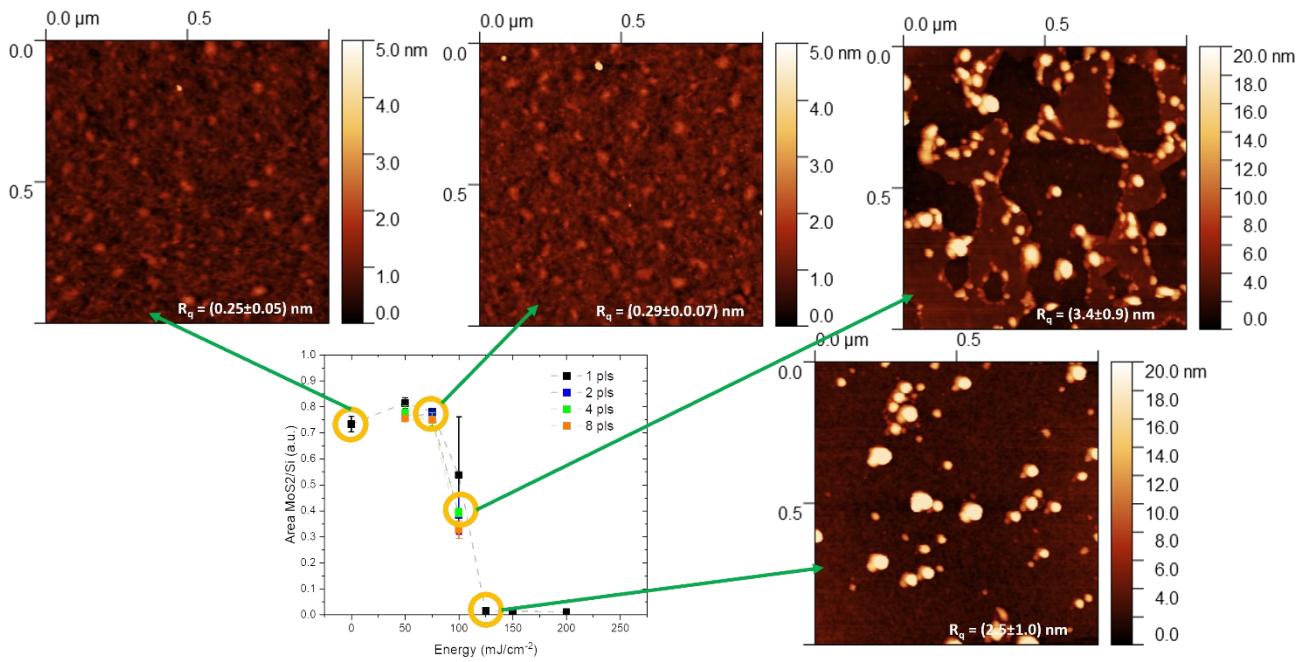 0.0 μm 0.5
0.0
0.5
5.0 nm
4.0
3.0
2.0
1.0
0.0
Rq = (0.25±0.05) nm
0.0 μm 0.5
0.0
0.5
5.0 nm
4.0
3.0
2.0
1.0
0.0
Rq = (0.29±0.0.07) nm
0.0 μm 0.5
0.0
0.5
20.0 nm
18.0
16.0
14.0
12.0
10.0
8.0
6.0
4.0
2.0
0.0
Rq = (3.4±0.9) nm
1.0
0.9
0.8
0.7
0.6
0.5
0.4
0.3
0.2
0.1
0.0
Area MoS2/Si (a.u.)
1 pls
2 pls
4 pls
8 pls
0 50 100 150 200 250
Energy (mJ/cm⁻²)
0.0 μm 0.5
0.0
0.5
20.0 nm
18.0
16.0
14.0
12.0
10.0
8.0
6.0
4.0
2.0
0.0
Rq = (2.5±1.0) nm